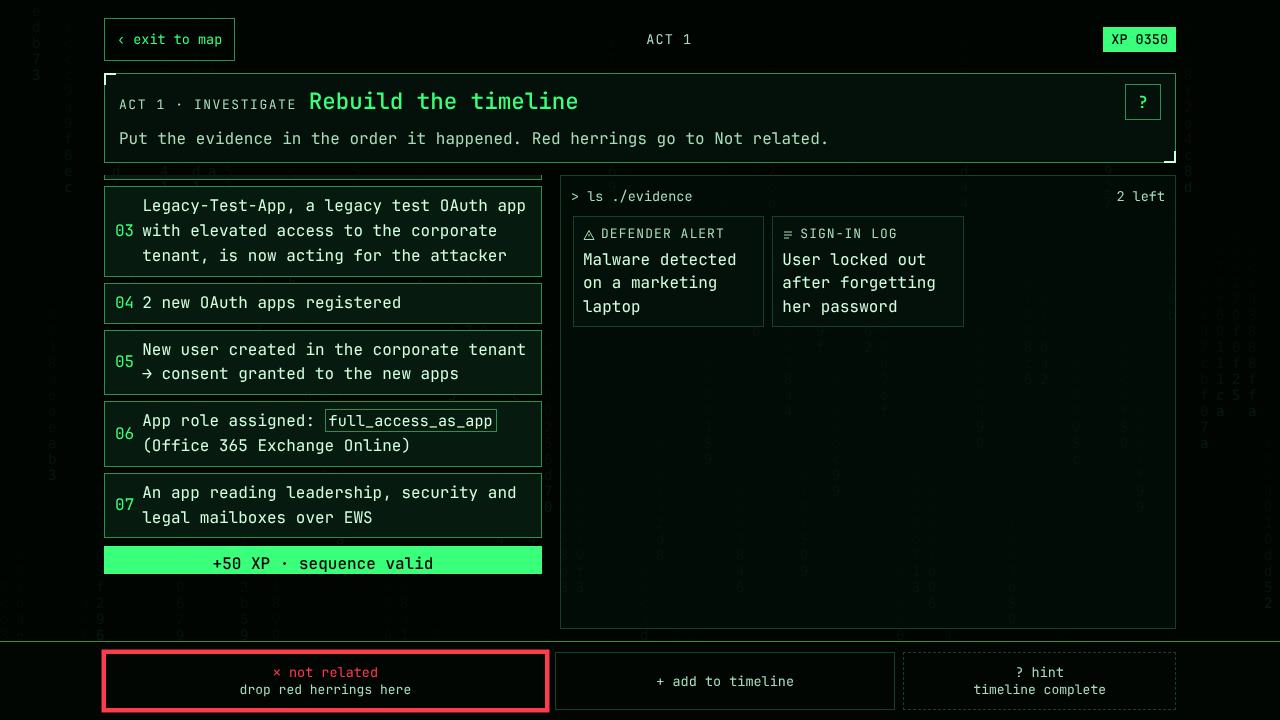 ‹ exit to map
ACT 1
XP 0350
ACT 1 · INVESTIGATE Rebuild the timeline
?
Put the evidence in the order it happened. Red herrings go to Not related.
03
Legacy-Test-App, a legacy test OAuth app
with elevated access to the corporate
tenant, is now acting for the attacker
04 2 new OAuth apps registered
05
New user created in the corporate tenant
→ consent granted to the new apps
06
App role assigned: full_access_as_app
(Office 365 Exchange Online)
07
An app reading leadership, security and
legal mailboxes over EWS
+50 XP · sequence valid
> ls ./evidence
2 left
DEFENDER ALERT
Malware detected
on a marketing
laptop
SIGN-IN LOG
User locked out
after forgetting
her password
× not related
drop red herrings here
+ add to timeline
? hint
timeline complete